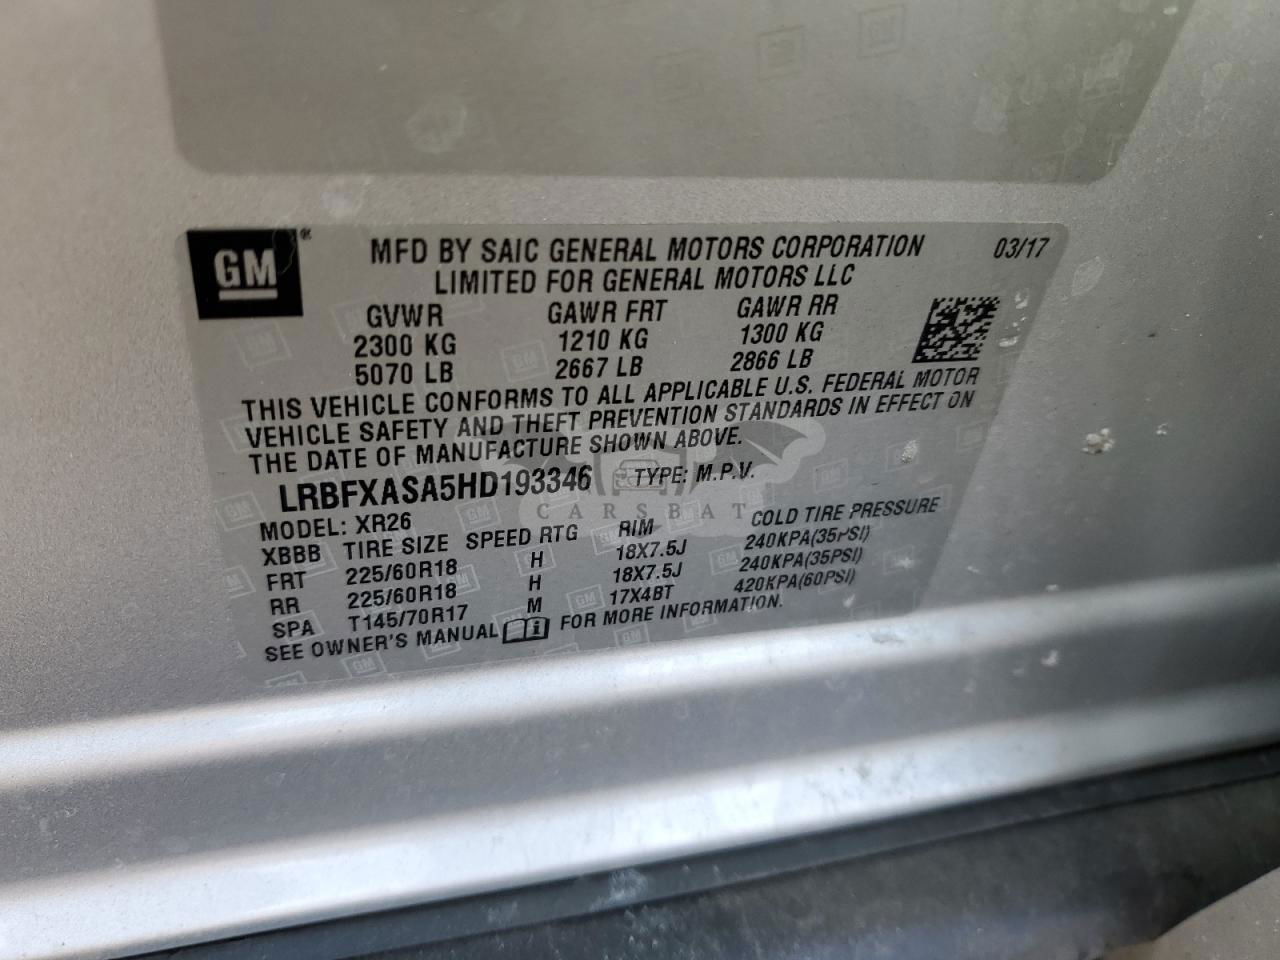 GM ®
MFD BY SAIC GENERAL MOTORS CORPORATION 03/17
LIMITED FOR GENERAL MOTORS LLC
GVWR GAWR FRT GAWR RR
2300 KG 1210 KG 1300 KG
5070 LB 2667 LB 2866 LB
THIS VEHICLE CONFORMS TO ALL APPLICABLE U.S. FEDERAL MOTOR
VEHICLE SAFETY AND THEFT PREVENTION STANDARDS IN EFFECT ON
THE DATE OF MANUFACTURE SHOWN ABOVE.
LRBFXASA5HD193346 TYPE: M.P.V.
CARSBAT
MODEL: XR26
XBBB TIRE SIZE SPEED RTG RIM COLD TIRE PRESSURE
FRT 225/60R18 H 18X7.5J 240KPA(35PSI)
RR 225/60R18 H 18X7.5J 240KPA(35PSI)
SPA T145/70R17 M 17X4BT 420KPA(60PSI)
SEE OWNER'S MANUAL FOR MORE INFORMATION.